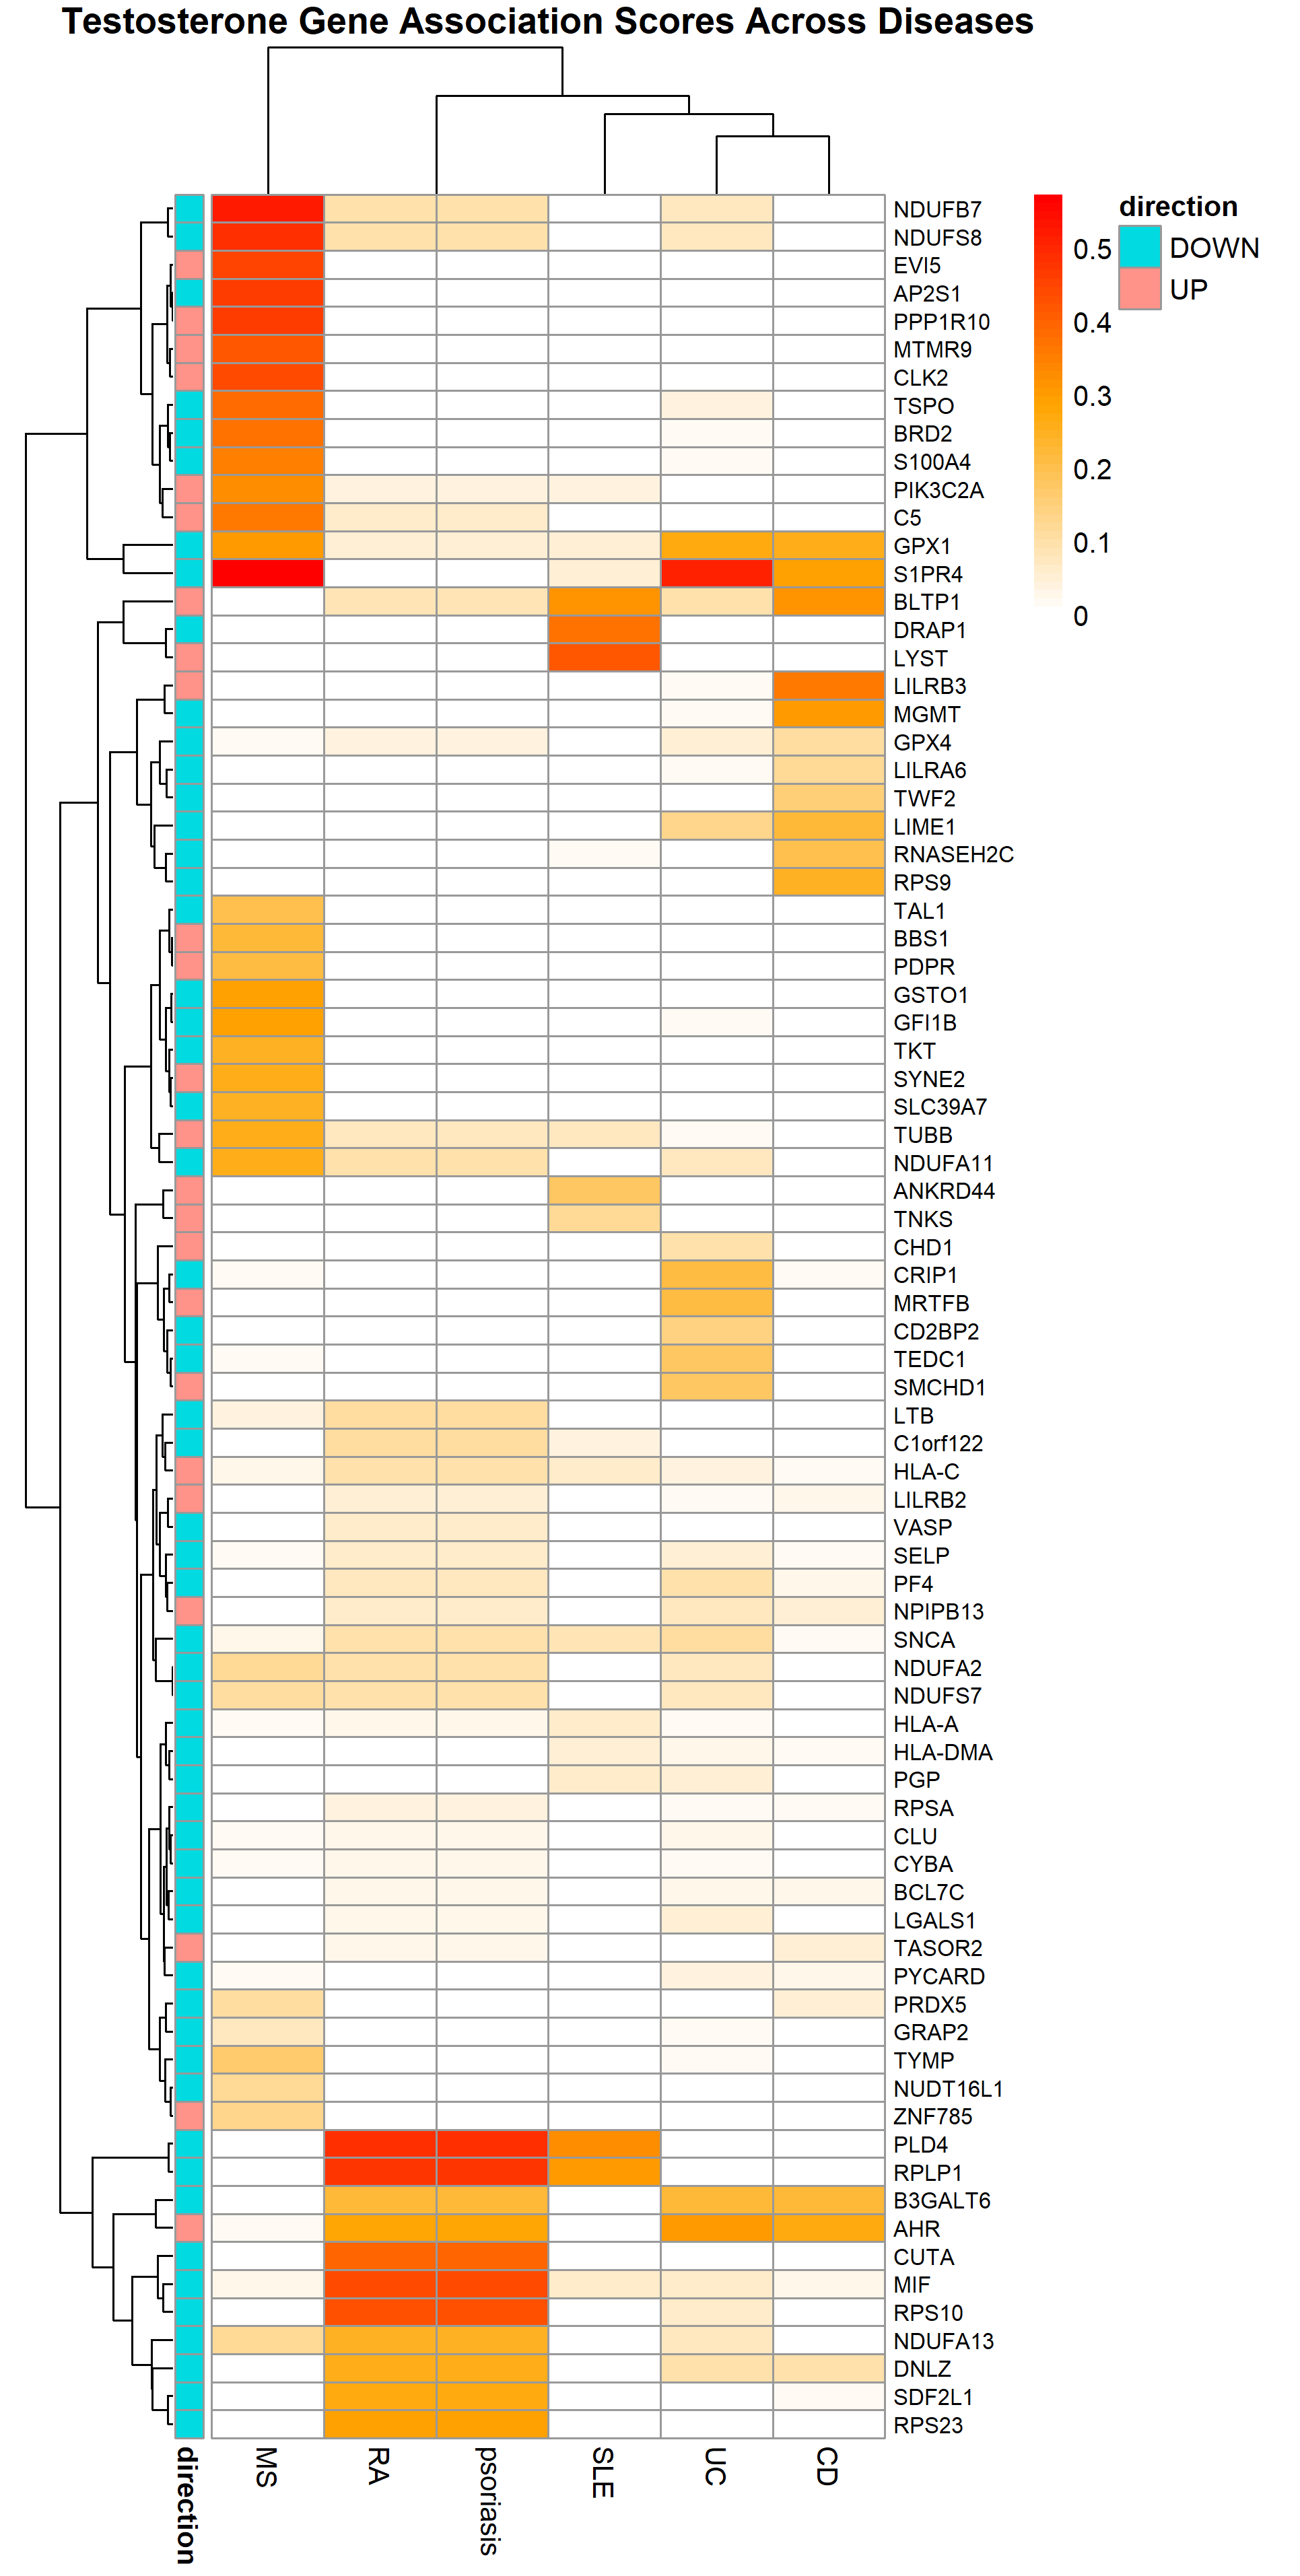 Testosterone Gene Association Scores Across Diseases
NDUFB7
NDUFS8
EVI5
AP2S1
PPP1R10
MTMR9
CLK2
TSPO
BRD2
S100A4
PIK3C2A
C5
GPX1
S1PR4
BLTP1
DRAP1
LYST
LILRB3
MGMT
GPX4
LILRA6
TWF2
LIME1
RNASEH2C
RPS9
TAL1
BBS1
PDPR
GSTO1
GFI1B
TKT
SYNE2
SLC39A7
TUBB
NDUFA11
ANKRD44
TNKS
CHD1
CRIP1
MRTFB
CD2BP2
TEDC1
SMCHD1
LTB
C1orf122
HLA-C
LILRB2
VASP
SELP
PF4
NPIPB13
SNCA
NDUFA2
NDUFS7
HLA-A
HLA-DMA
PGP
RPSA
CLU
CYBA
BCL7C
LGALS1
TASOR2
PYCARD
PRDX5
GRAP2
TYMP
NUDT16L1
ZNF785
PLD4
RPLP1
B3GALT6
AHR
CUTA
MIF
RPS10
NDUFA13
DNLZ
SDF2L1
RPS23
direction
MS
RA
psoriasis
SLE
UC
CD
0.5
0.4
0.3
0.2
0.1
0
direction
DOWN
UP